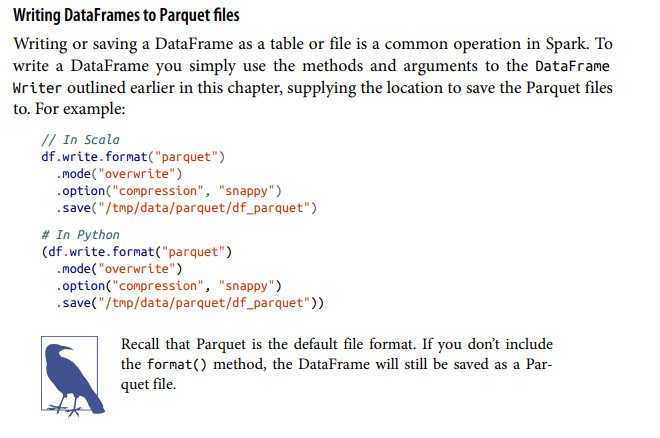 Writing DataFrames to Parquet files
Writing or saving a DataFrame as a table or file is a common operation in Spark. To
write a DataFrame you simply use the methods and arguments to the DataFrame
Writer outlined earlier in this chapter, supplying the location to save the Parquet files
to. For example:
// In Scala
df.write.format("parquet")
  .mode("overwrite")
  .option("compression", "snappy")
  .save("/tmp/data/parquet/df_parquet")
# In Python
(df.write.format("parquet")
  .mode("overwrite")
  .option("compression", "snappy")
  .save("/tmp/data/parquet/df_parquet"))
Recall that Parquet is the default file format. If you don’t include
the format() method, the DataFrame will still be saved as a Par-
quet file.